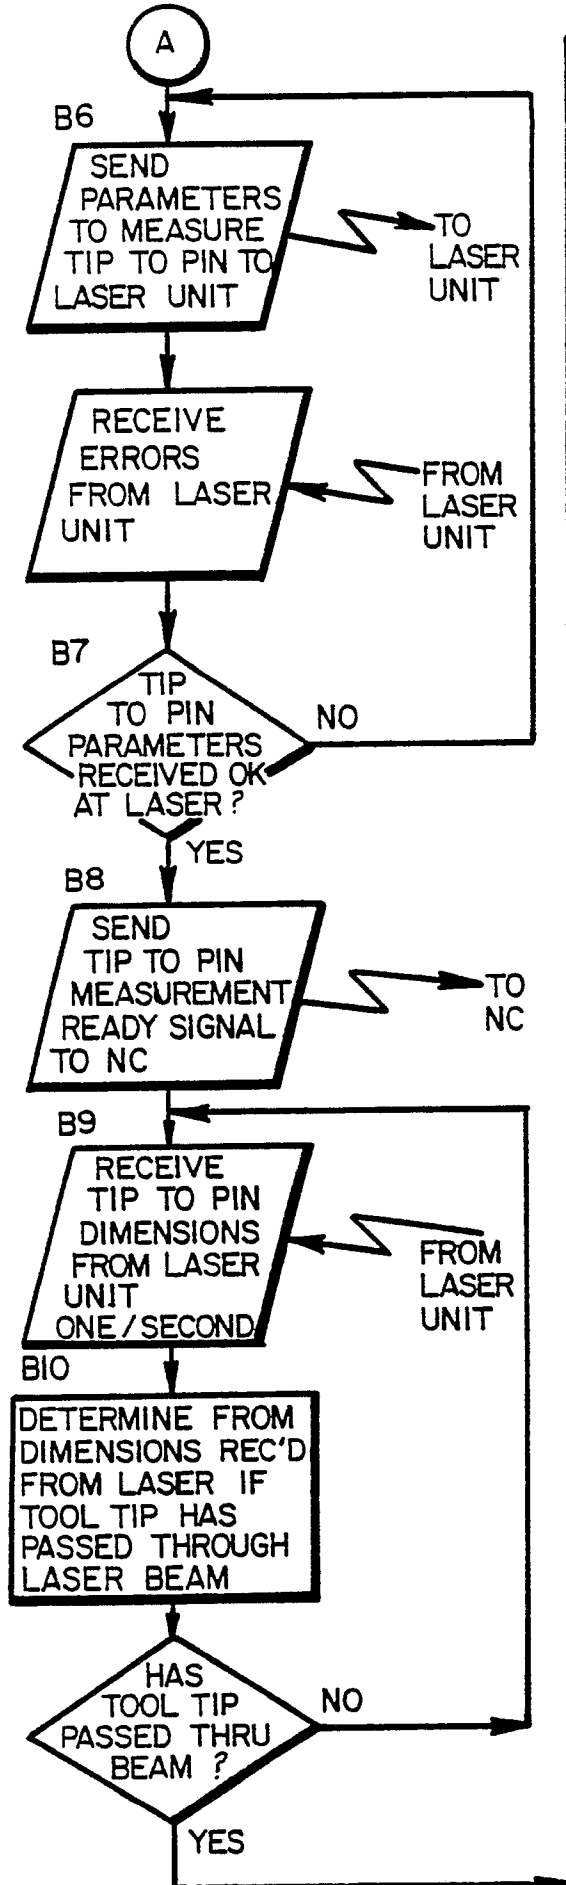 A
B6
SEND
PARAMETERS
TO MEASURE
TIP TO PIN TO
LASER UNIT
TO
LASER
UNIT
RECEIVE
ERRORS
FROM LASER
UNIT
FROM
LASER
UNIT
B7
TIP
TO PIN
PARAMETERS
RECEIVED OK
AT LASER?
NO
YES
B8
SEND
TIP TO PIN
MEASUREMENT
READY SIGNAL
TO NC
TO
NC
B9
RECEIVE
TIP TO PIN
DIMENSIONS
FROM LASER
UNIT
ONE/SECOND
FROM
LASER
UNIT
B10
DETERMINE FROM
DIMENSIONS REC'D
FROM LASER IF
TOOL TIP HAS
PASSED THROUGH
LASER BEAM
HAS
TOOL TIP
PASSED THRU
BEAM ?
NO
YES